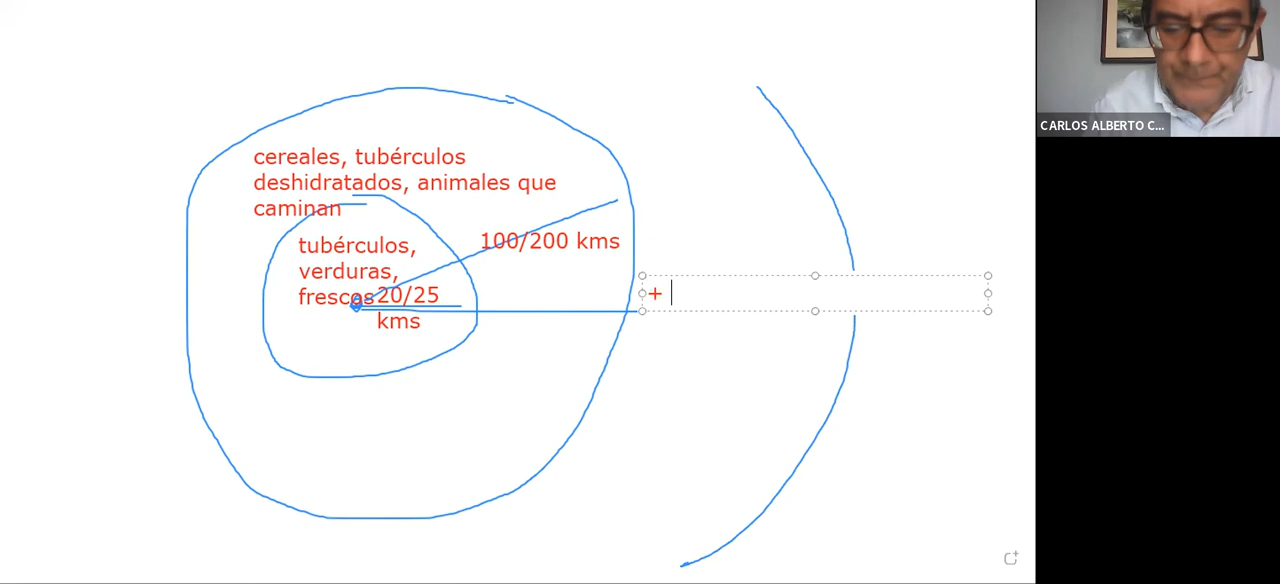 cereales, tubérculos
deshidratados, animales que
caminan
tubérculos,
verduras,
frescos
100/200 kms
20/25
kms
+
CARLOS ALBERTO C...